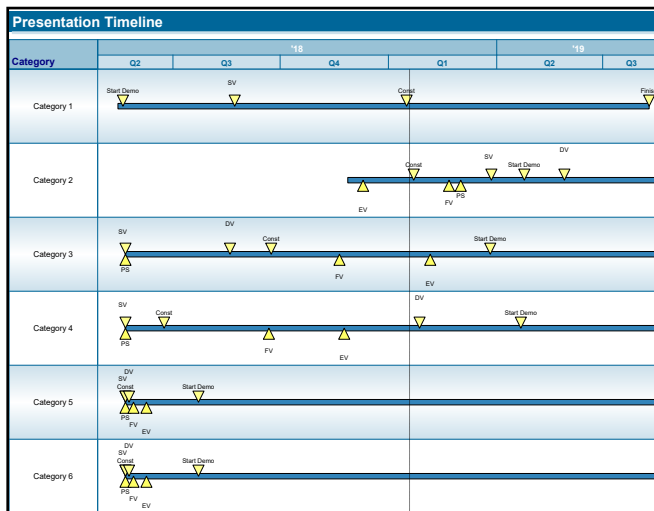 Presentation Timeline
Category
'18
'19
Q2 Q3 Q4 Q1 Q2 Q3
Category 1
Start Demo
SV
Const
Finis
Category 2
Const
SV
Start Demo
DV
EV
FV
PS
Category 3
SV
DV
Const
Start Demo
PS
FV
EV
Category 4
SV
Const
DV
Start Demo
PS
FV
EV
Category 5
DV
SV
Const
Start Demo
PS
FV
EV
Category 6
DV
SV
Const
Start Demo
PS
FV
EV